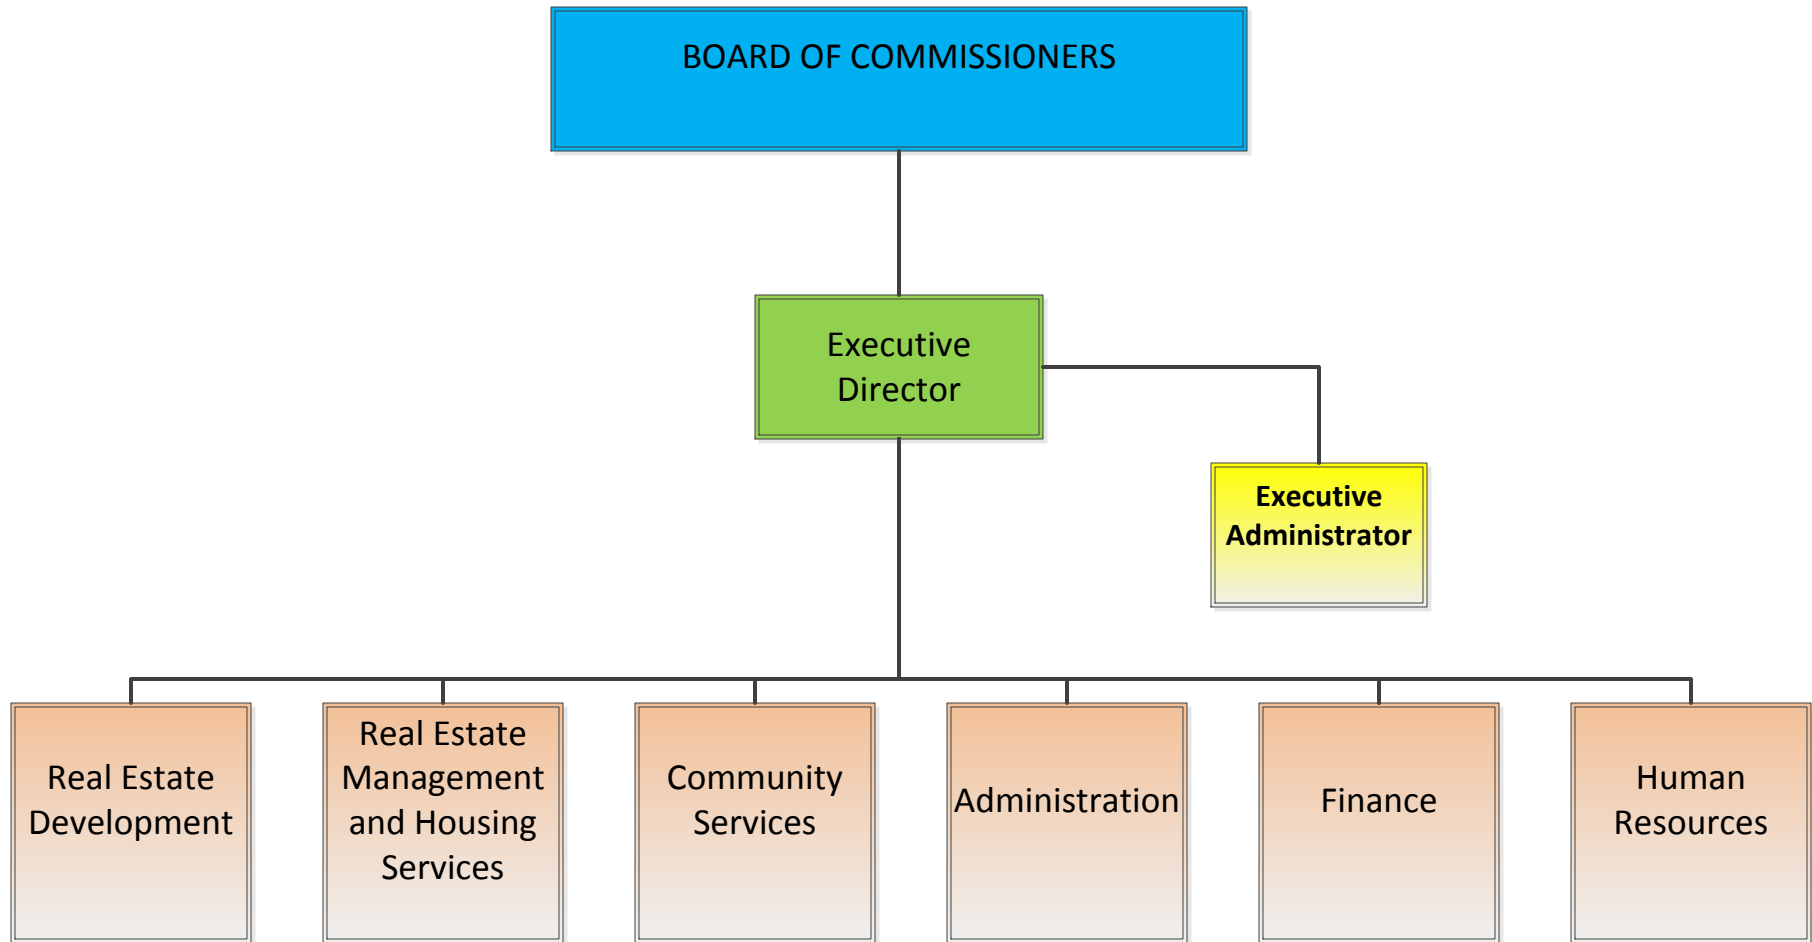 BOARD OF COMMISSIONERS
Executive
Director
Executive
Administrator
Real Estate
Development
Real Estate
Management
and Housing
Services
Community
Services
Administration
Finance
Human
Resources